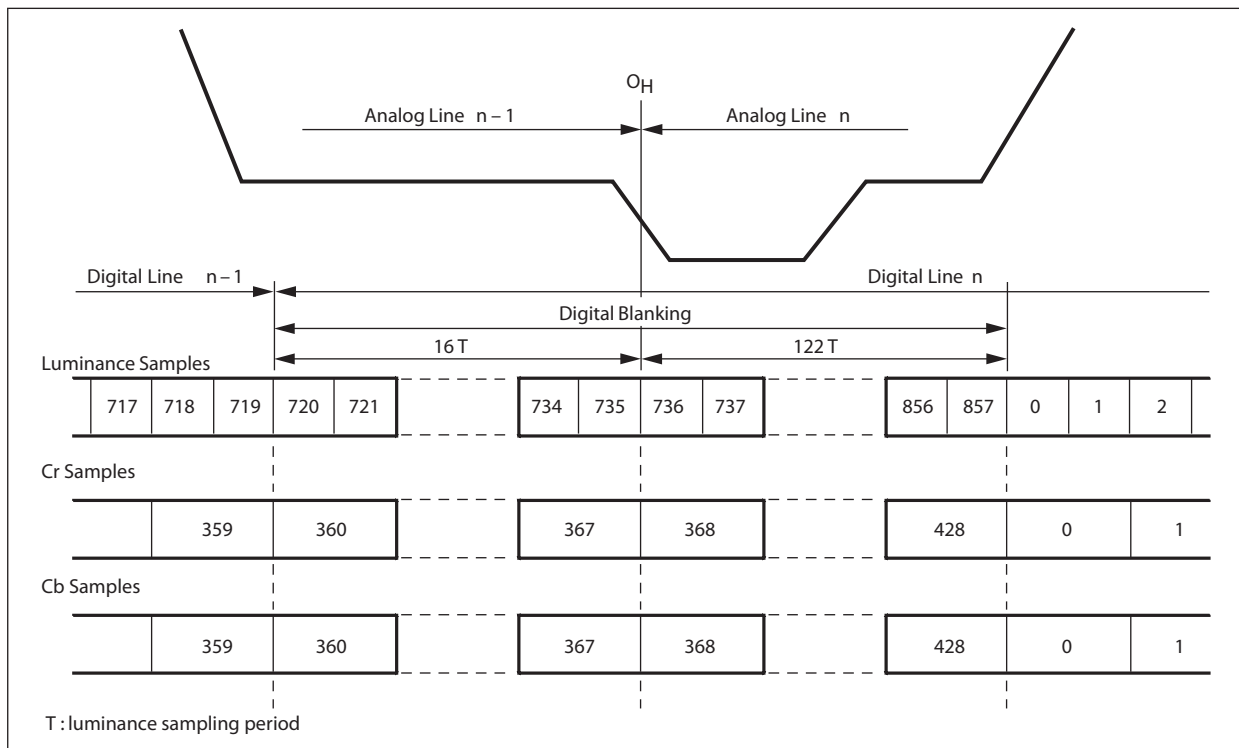 OH
Analog Line n – 1 Analog Line n
Digital Line n – 1 Digital Line n
Digital Blanking
16 T 122 T
Luminance Samples
717 718 719 720 721 734 735 736 737 856 857 0 1 2
Cr Samples
359 360 367 368 428 0 1
Cb Samples
359 360 367 368 428 0 1
T : luminance sampling period